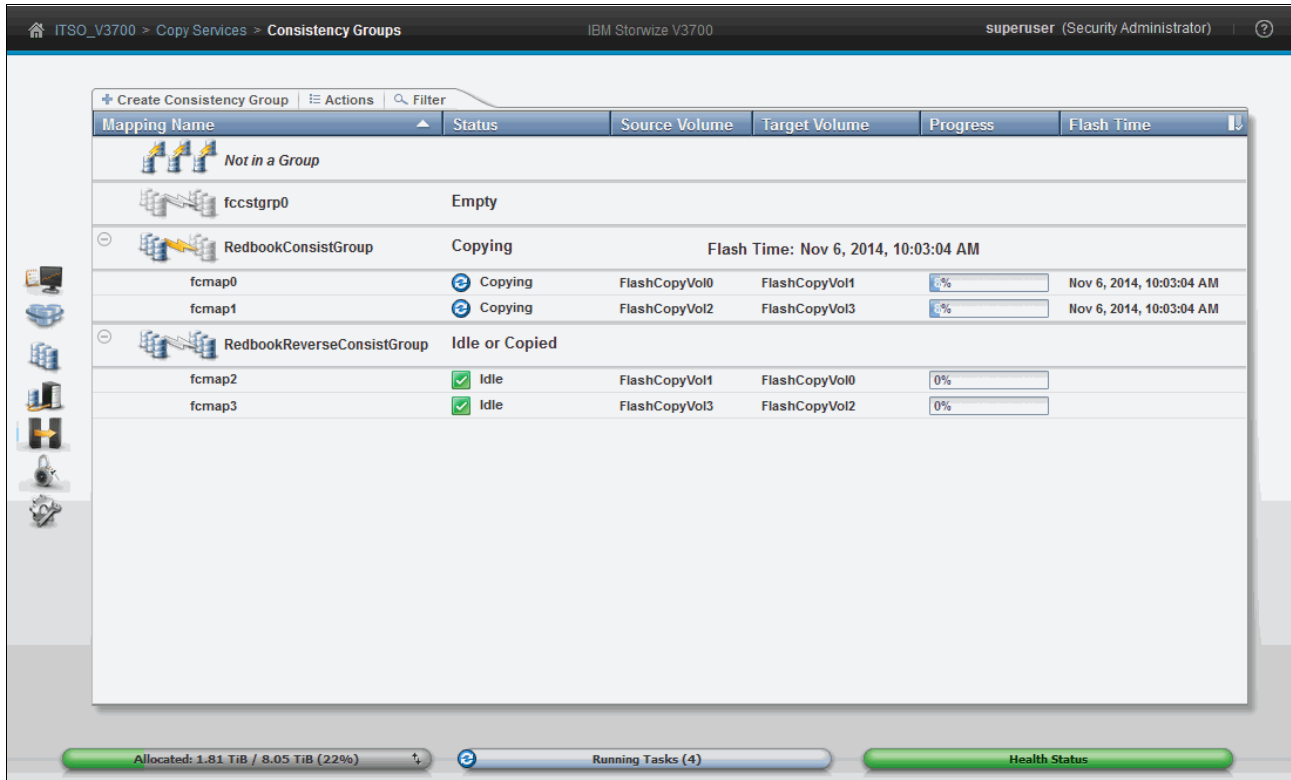 ITSO_V3700 > Copy Services > Consistency Groups IBM Storwize V3700 superuser (Security Administrator) ?
Create Consistency Group Actions Filter
Mapping Name Status Source Volume Target Volume Progress Flash Time
Not in a Group
fccstgrp0 Empty
RedbookConsistGroup Copying Flash Time: Nov 6, 2014, 10:03:04 AM
fcmap0 Copying FlashCopyVol0 FlashCopyVol1 8% Nov 6, 2014, 10:03:04 AM
fcmap1 Copying FlashCopyVol2 FlashCopyVol3 8% Nov 6, 2014, 10:03:04 AM
RedbookReverseConsistGroup Idle or Copied
fcmap2 Idle FlashCopyVol1 FlashCopyVol0 0%
fcmap3 Idle FlashCopyVol3 FlashCopyVol2 0%
Allocated: 1.81 TiB / 8.05 TiB (22%) Running Tasks (4) Health Status